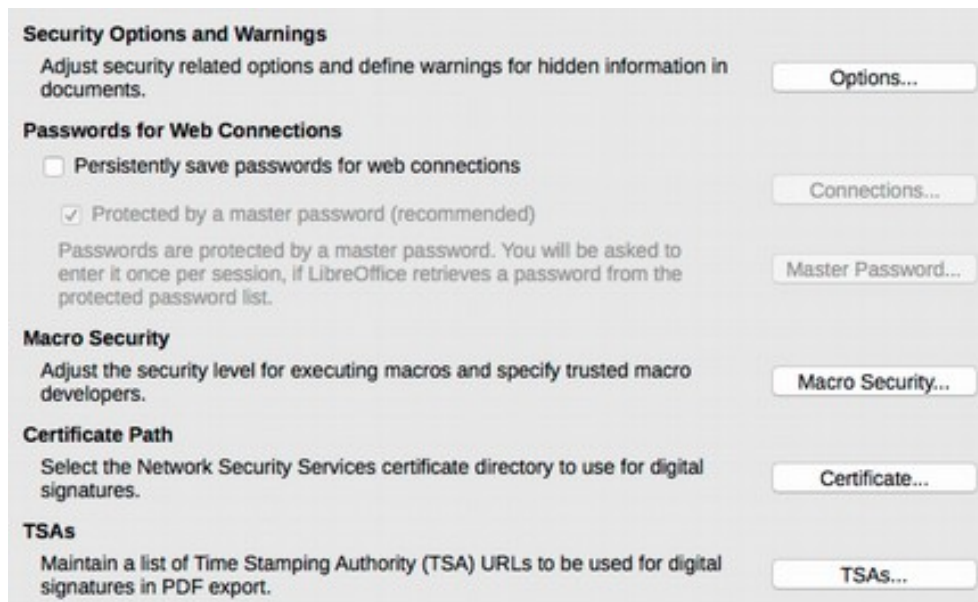 Security Options and Warnings
Adjust security related options and define warnings for hidden information in
documents.
Options...
Passwords for Web Connections
Persistently save passwords for web connections
Connections...
Protected by a master password (recommended)
Passwords are protected by a master password. You will be asked to
enter it once per session, if LibreOffice retrieves a password from the
protected password list.
Master Password...
Macro Security
Adjust the security level for executing macros and specify trusted macro
developers.
Macro Security...
Certificate Path
Select the Network Security Services certificate directory to use for digital
signatures.
Certificate...
TSAs
Maintain a list of Time Stamping Authority (TSA) URLs to be used for digital
signatures in PDF export.
TSAs...